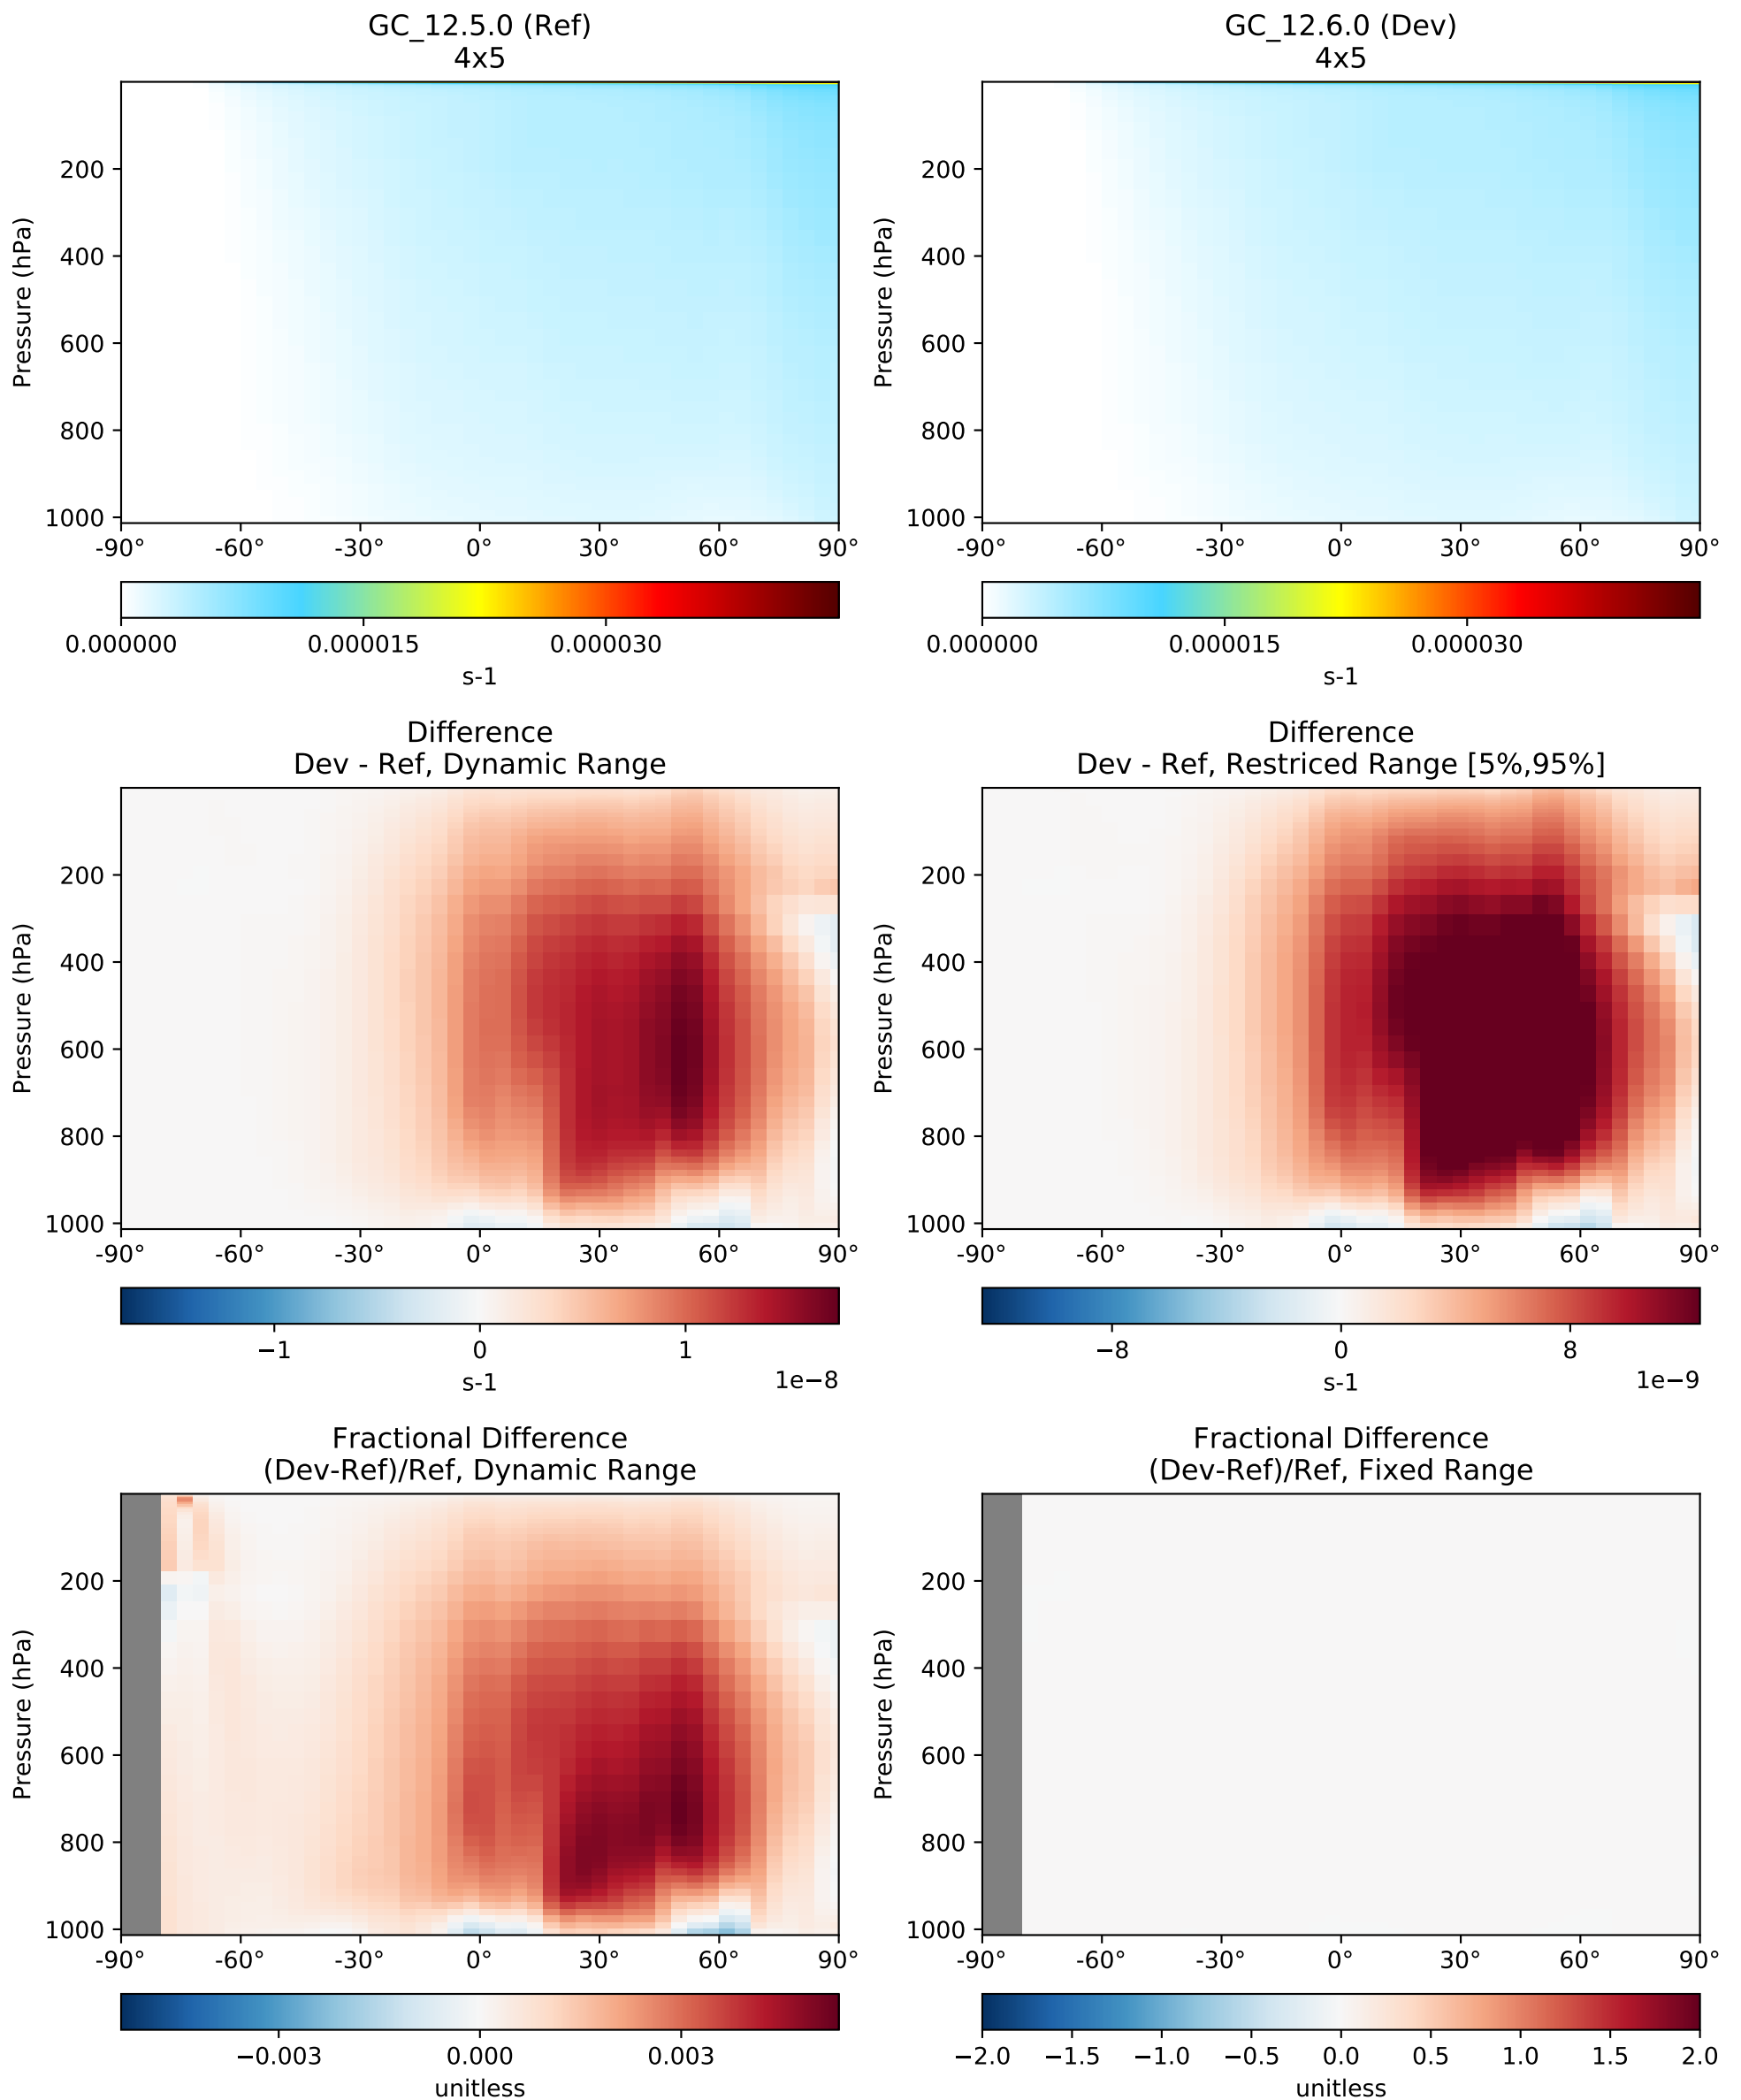 GC_12.5.0 (Ref)
4x5
GC_12.6.0 (Dev)
4x5
Pressure (hPa)
200
400
600
800
1000
-90° -60° -30° 0° 30° 60° 90°
0.000000 0.000015 0.000030
s-1
Pressure (hPa)
200
400
600
800
1000
-90° -60° -30° 0° 30° 60° 90°
0.000000 0.000015 0.000030
s-1
Difference
Dev - Ref, Dynamic Range
Difference
Dev - Ref, Restriced Range [5%,95%]
Pressure (hPa)
200
400
600
800
1000
-90° -60° -30° 0° 30° 60° 90°
−1 0 1
s-1 1e−8
Pressure (hPa)
200
400
600
800
1000
-90° -60° -30° 0° 30° 60° 90°
−8 0 8
s-1 1e−9
Fractional Difference
(Dev-Ref)/Ref, Dynamic Range
Fractional Difference
(Dev-Ref)/Ref, Fixed Range
Pressure (hPa)
200
400
600
800
1000
-90° -60° -30° 0° 30° 60° 90°
−0.003 0.000 0.003
unitless
Pressure (hPa)
200
400
600
800
1000
-90° -60° -30° 0° 30° 60° 90°
−2.0 −1.5 −1.0 −0.5 0.0 0.5 1.0 1.5 2.0
unitless